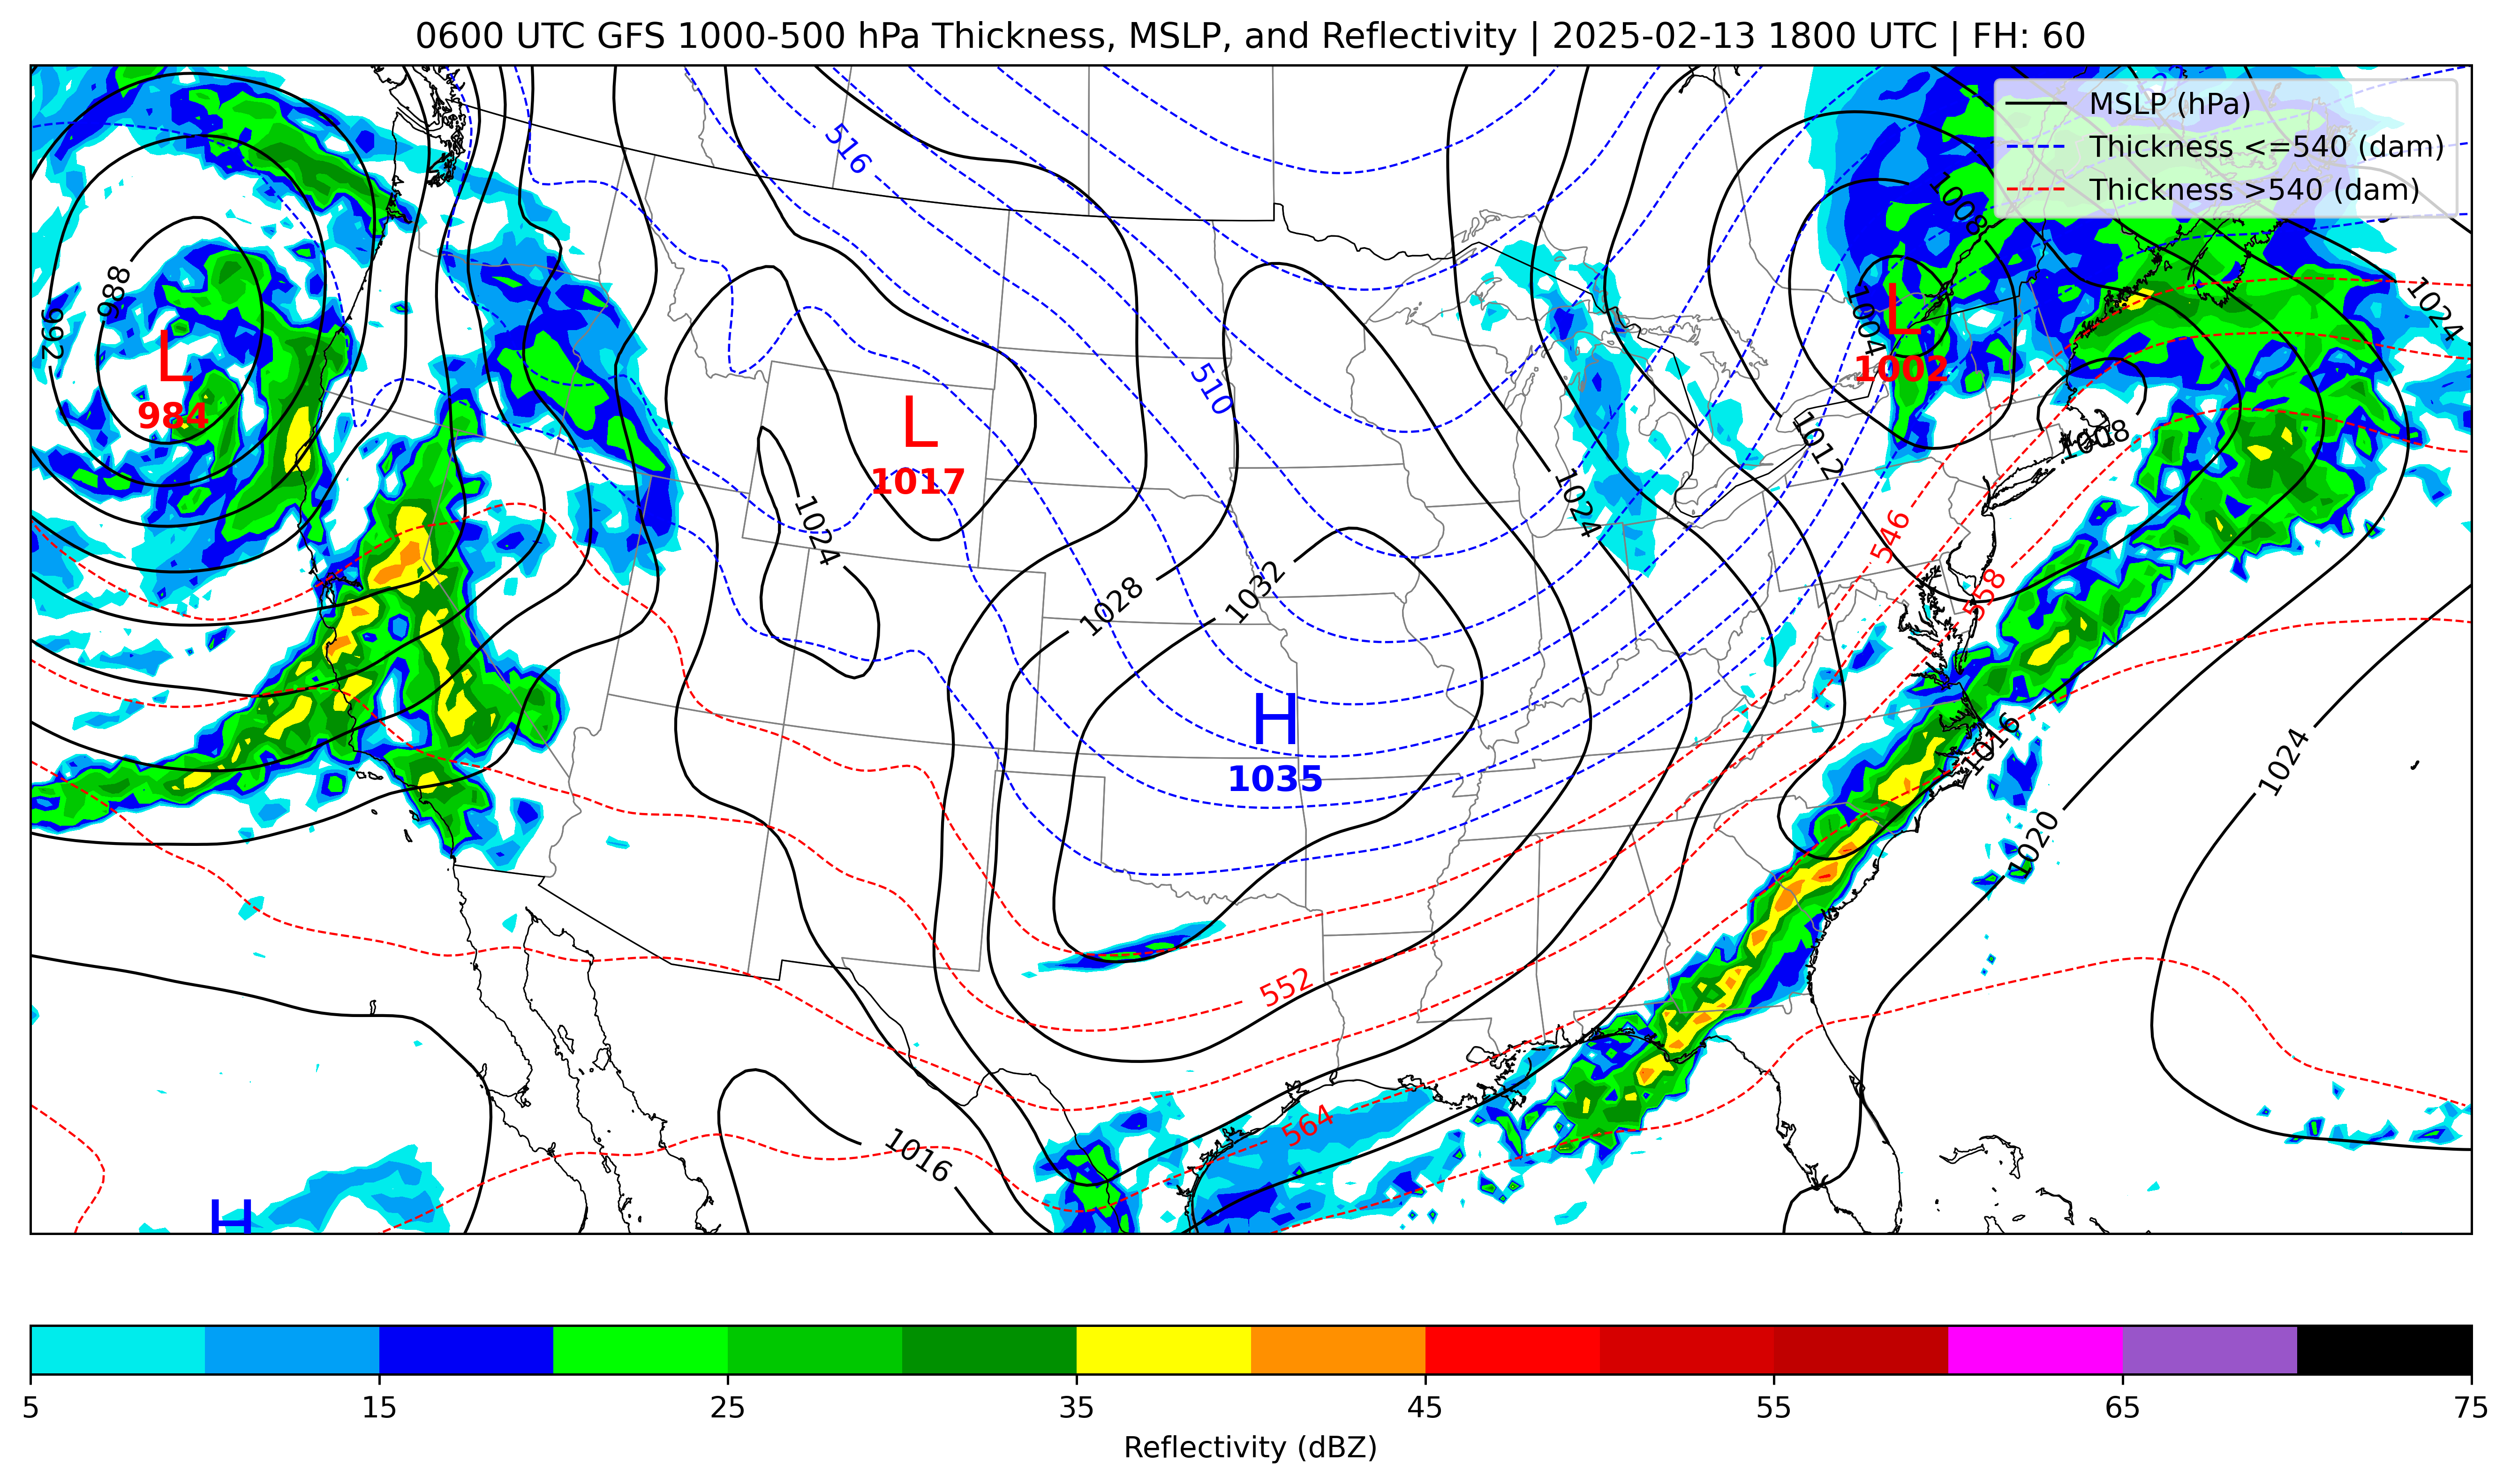 0600 UTC GFS 1000-500 hPa Thickness, MSLP, and Reflectivity | 2025-02-13 1800 UTC | FH: 60
MSLP (hPa)
Thickness <=540 (dam)
Thickness >540 (dam)
516
1008
988
992
L
984
L
1004
1002
1024
L
1017
510
1012
1008
1024
1024
546
558
1028
1032
H
1035
1016
1024
1020
552
564
1016
H
5 15 25 35 45 55 65 75
Reflectivity (dBZ)